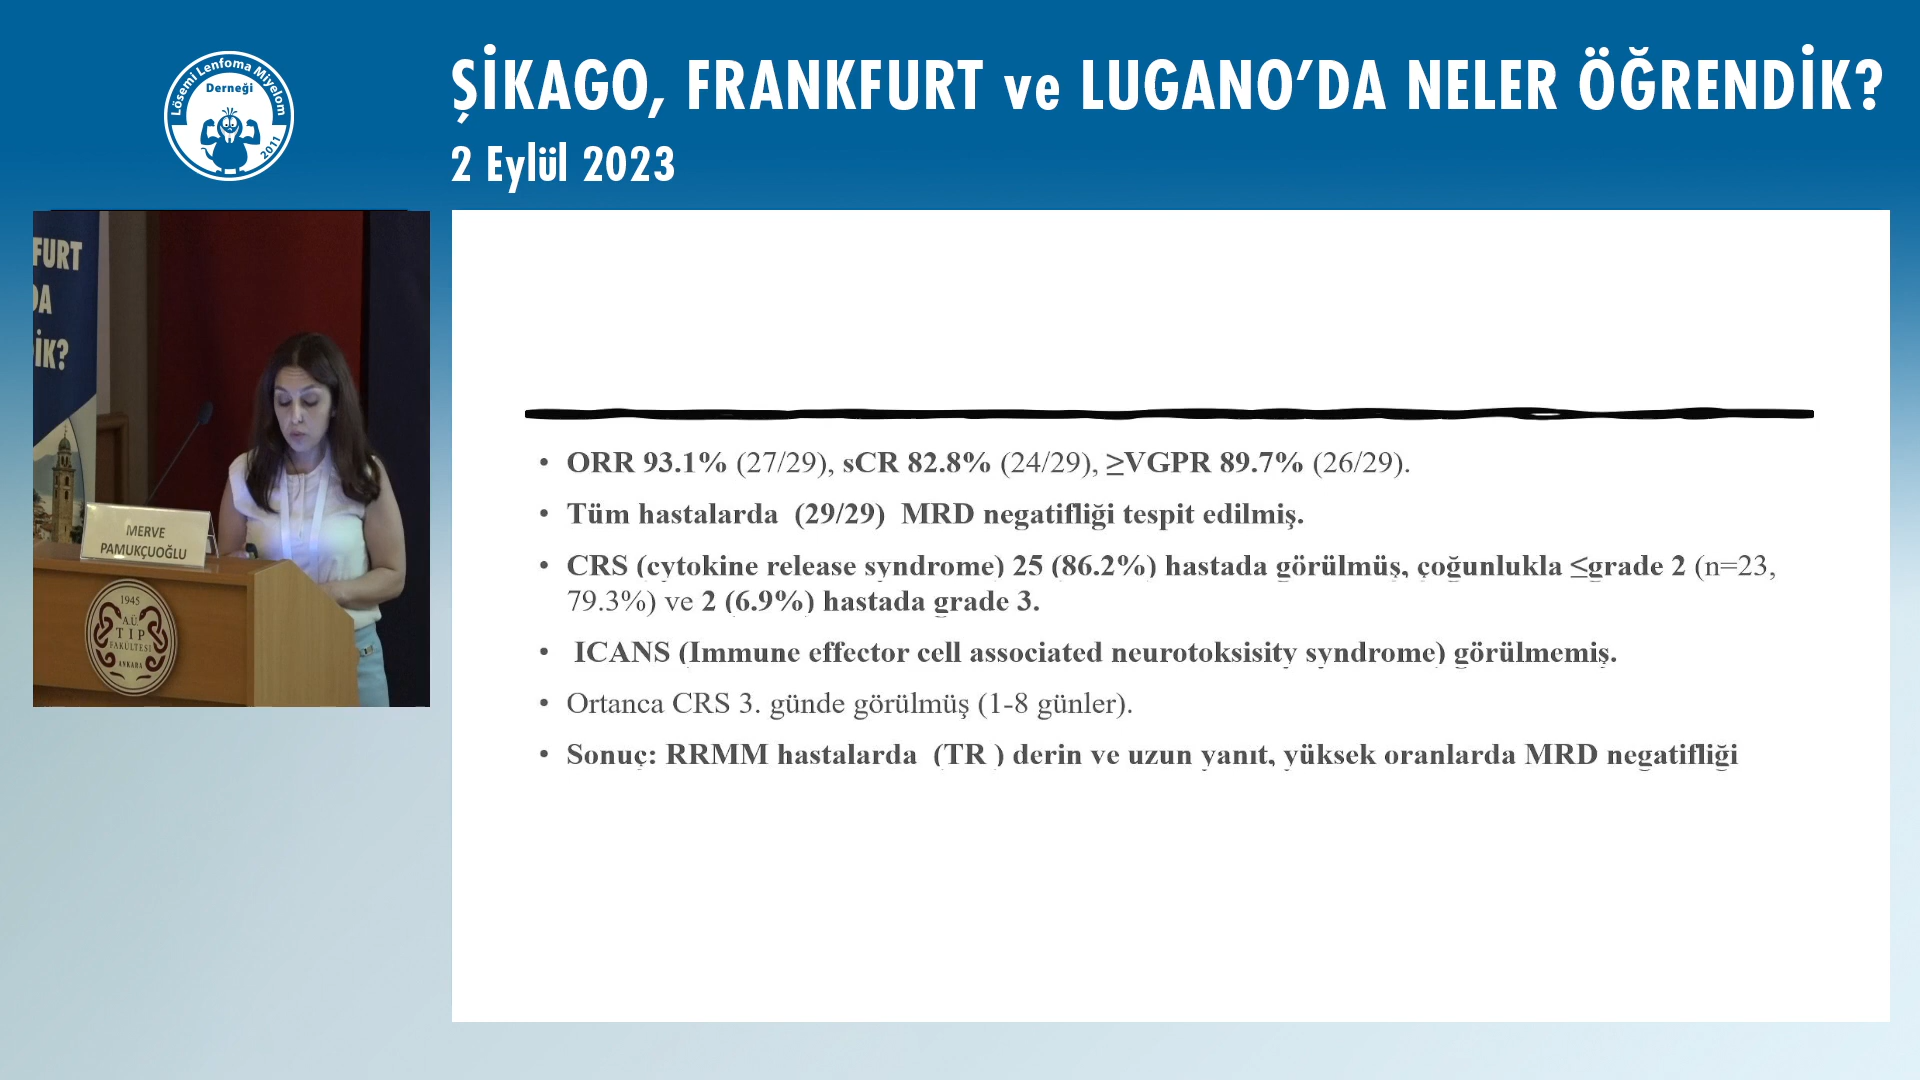 Lösemi Lenfoma Miyelom
Derneği
2011
ŞİKAGO, FRANKFURT ve LUGANO’DA NELER ÖĞRENDİK?
2 Eylül 2023
FURT
DA
İK?
MERVE
PAMUKÇUOĞLU
1945
A.Ü.
TIP
FAKÜLTESİ
ANKARA
• ORR 93.1% (27/29), sCR 82.8% (24/29), ≥VGPR 89.7% (26/29).
• Tüm hastalarda (29/29) MRD negatifliği tespit edilmiş.
• CRS (cytokine release syndrome) 25 (86.2%) hastada görülmüş, çoğunlukla ≤grade 2 (n=23,
79.3%) ve 2 (6.9%) hastada grade 3.
• ICANS (Immune effector cell associated neurotoksisity syndrome) görülmemiş.
• Ortanca CRS 3. günde görülmüş (1-8 günler).
• Sonuç: RRMM hastalarda (TR ) derin ve uzun yanıt, yüksek oranlarda MRD negatifliği